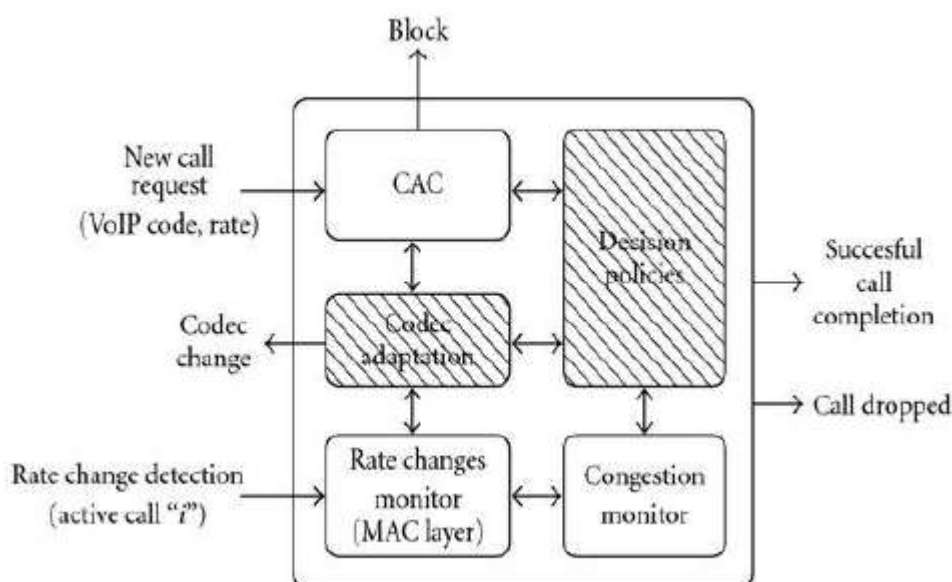 Block
New call
request
(VoIP code, rate)
CAC
Decision
policies
Succesful
call
completion
Codec
change
Codec
adaptation
Call dropped
Rate change detection
(active call "i")
Rate changes
monitor
(MAC layer)
Congestion
monitor